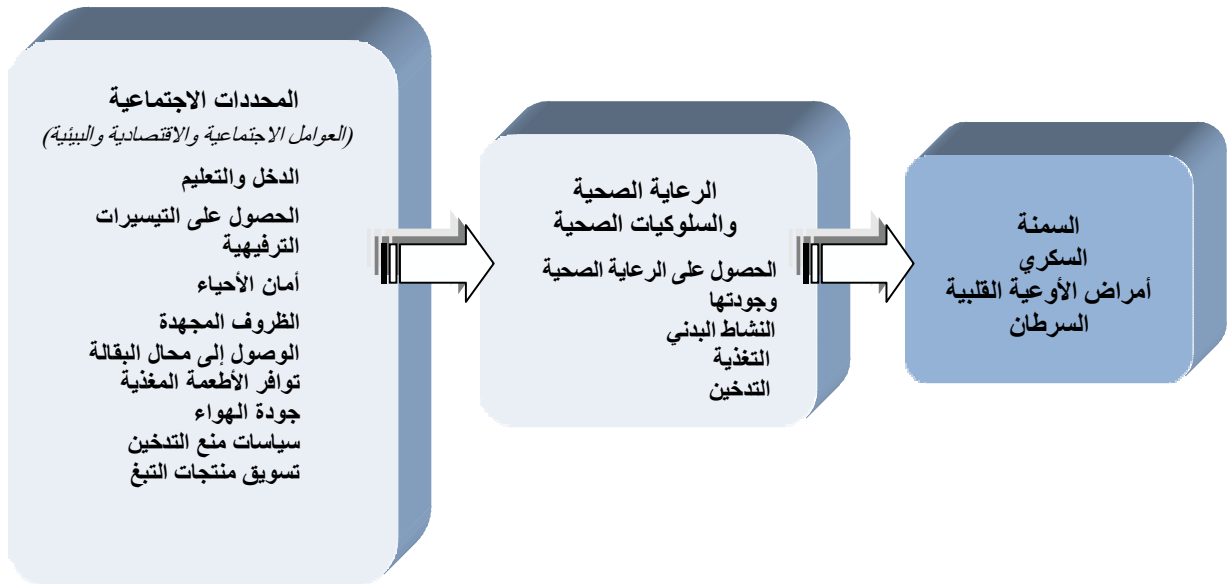 المحددات الاجتماعية
(العوامل الاجتماعية والاقتصادية والبيئية)
الدخل والتعليم
الحصول على التيسيرات
الترفيهية
أمان الأحياء
الظروف المجهدة
الوصول إلى محال البقالة
توافر الأطعمة المغذية
جودة الهواء
سياسات منع التدخين
تسويق منتجات التبغ
الرعاية الصحية
والسلوكيات الصحية
الحصول على الرعاية الصحية
وجودتها
النشاط البدني
التغذية
التدخين
السمنة
السكري
أمراض الأوعية القلبية
السرطان